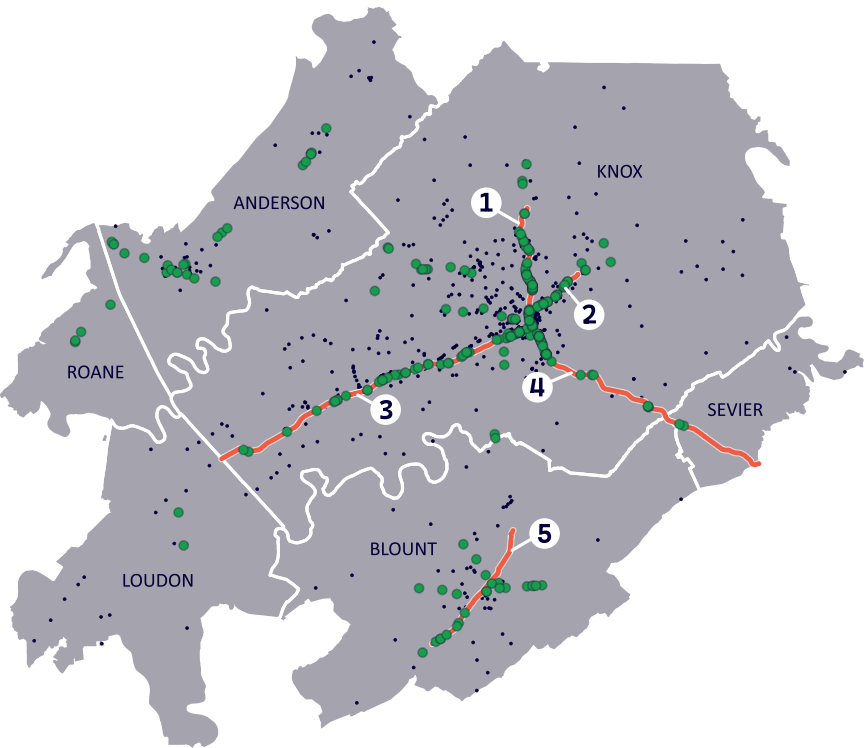 KNOX
1
ANDERSON
2
ROANE
3
4
SEVIER
5
BLOUNT
LOUDON